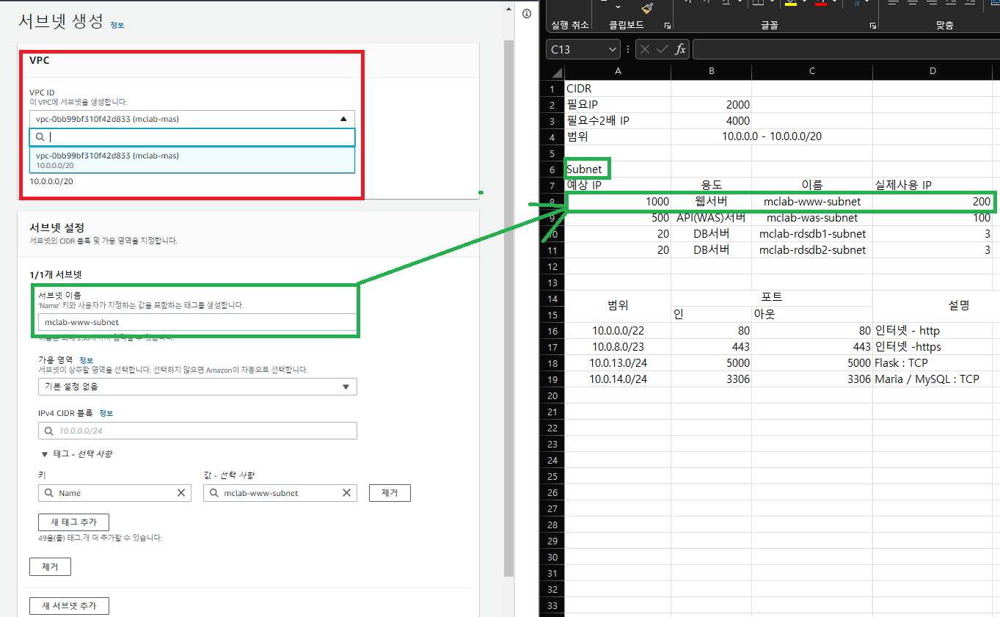 서브넷 생성 정보
VPC
VPC ID
이 VPC에 서브넷을 생성합니다.
vpc-0bb99bf310f42d833 (mclab-mas)
vpc-0bb99bf310f42d833 (mclab-mas)
10.0.0.0/20
10.0.0.0/20
서브넷 설정
서브넷의 CIDR 블록 및 가용 영역을 지정합니다.
1/1개 서브넷
서브넷 이름
'Name' 키와 사용자가 지정하는 값을 포함하는 태그를 생성합니다.
mclab-www-subnet
가용 영역 정보
서브넷이 상주할 영역을 선택합니다. 선택하지 않으면 Amazon이 자동으로 선택합니다.
기본 설정 없음
IPv4 CIDR 블록 정보
10.0.0.0/24
태그 - 선택 사항
키 값 - 선택 사항
Name mclab-www-subnet 제거
새 태그 추가
49을(를) 태그.개 더 추가할 수 있습니다.
제거
새 서브넷 추가
실행 취소 클립보드 글꼴 맞춤
C13 fx
A B C D
1 CIDR
2 필요IP 2000
3 필요수2배 IP 4000
4 범위 10.0.0.0 - 10.0.0.0/20
5
6 Subnet
7 예상 IP 용도 이름 실제사용 IP
8 1000 웹서버 mclab-www-subnet 200
9 500 API(WAS)서버 mclab-was-subnet 100
10 20 DB서버 mclab-rdsdb1-subnet 3
11 20 DB서버 mclab-rdsdb2-subnet 3
12
13
14 범위 포트 설명
15 인 아웃
16 10.0.0.0/22 80 80 인터넷 - http
17 10.0.8.0/23 443 443 인터넷 -https
18 10.0.13.0/24 5000 5000 Flask : TCP
19 10.0.14.0/24 3306 3306 Maria / MySQL : TCP
20
21
22
23
24
25
26
27
28
29
30
31
32
33